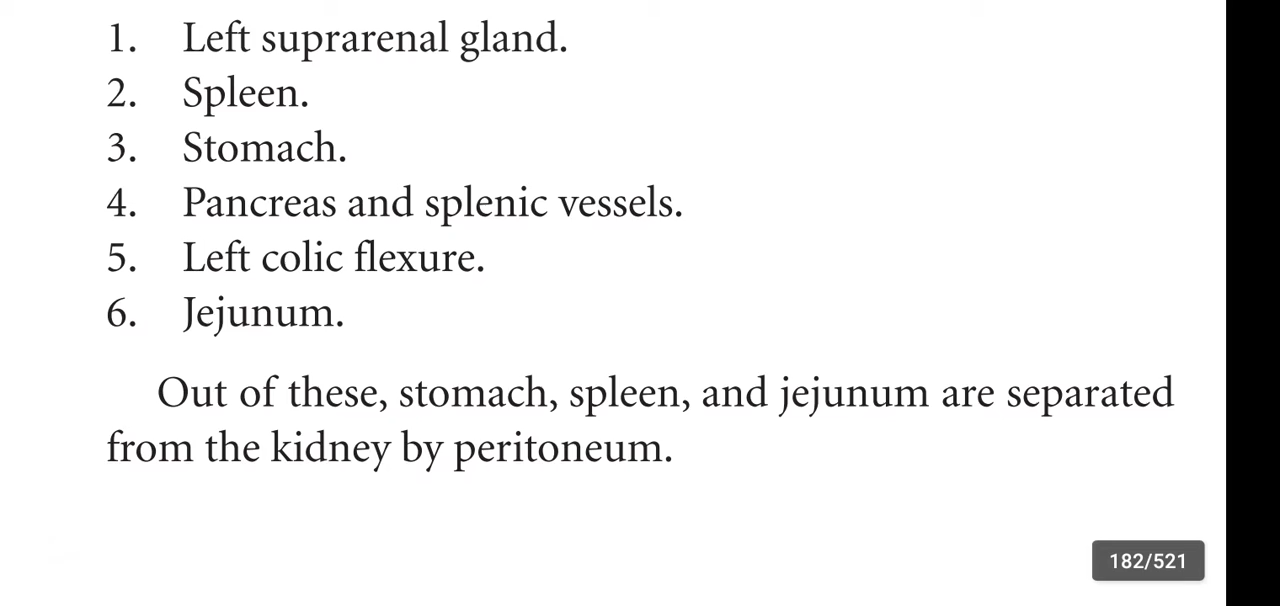 1. Left suprarenal gland.
2. Spleen.
3. Stomach.
4. Pancreas and splenic vessels.
5. Left colic flexure.
6. Jejunum.
Out of these, stomach, spleen, and jejunum are separated
from the kidney by peritoneum.
182/521